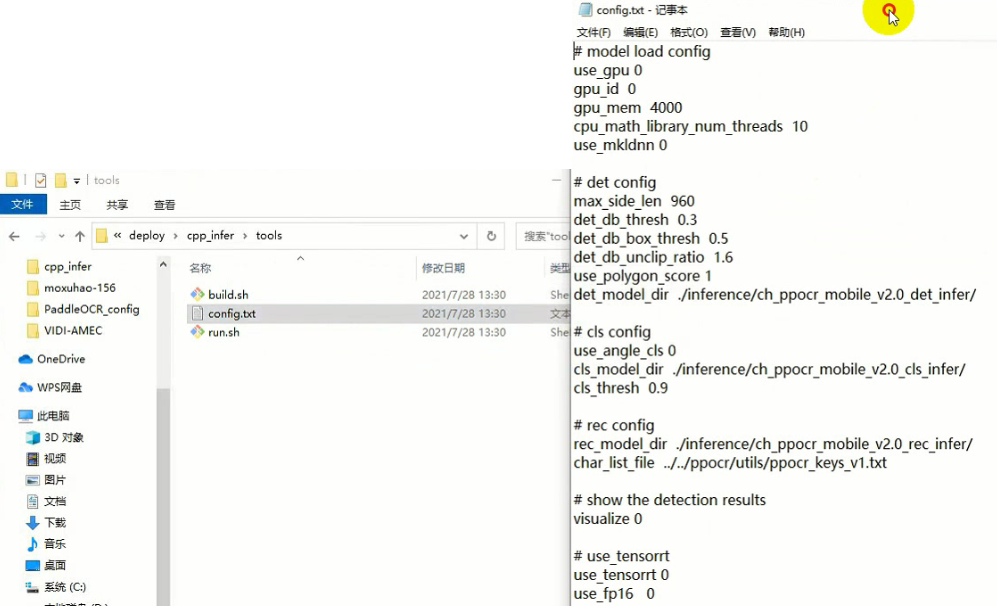 config.txt - 记事本
文件(F) 编辑(E) 格式(O) 查看(V) 帮助(H)
# model load config
use_gpu 0
gpu_id  0
gpu_mem  4000
cpu_math_library_num_threads  10
use_mkldnn 0
# det config
max_side_len  960
det_db_thresh  0.3
det_db_box_thresh  0.5
det_db_unclip_ratio  1.6
use_polygon_score 1
det_model_dir  ./inference/ch_ppocr_mobile_v2.0_det_infer/
# cls config
use_angle_cls 0
cls_model_dir  ./inference/ch_ppocr_mobile_v2.0_cls_infer/
cls_thresh  0.9
# rec config
rec_model_dir  ./inference/ch_ppocr_mobile_v2.0_rec_infer/
char_list_file  ../../ppocr/utils/ppocr_keys_v1.txt
# show the detection results
visualize 0
# use_tensorrt
use_tensorrt 0
use_fp16   0
tools
文件 主页 共享 查看
« deploy › cpp_infer › tools
搜索"tool
cpp_infer
moxuhao-156
PaddleOCR_config
VIDI-AMEC
OneDrive
WPS网盘
此电脑
3D 对象
视频
图片
文档
下载
音乐
桌面
系统 (C:)
名称 修改日期 类型
build.sh 2021/7/28 13:30 She
config.txt 2021/7/28 13:30 文本
run.sh 2021/7/28 13:30 She